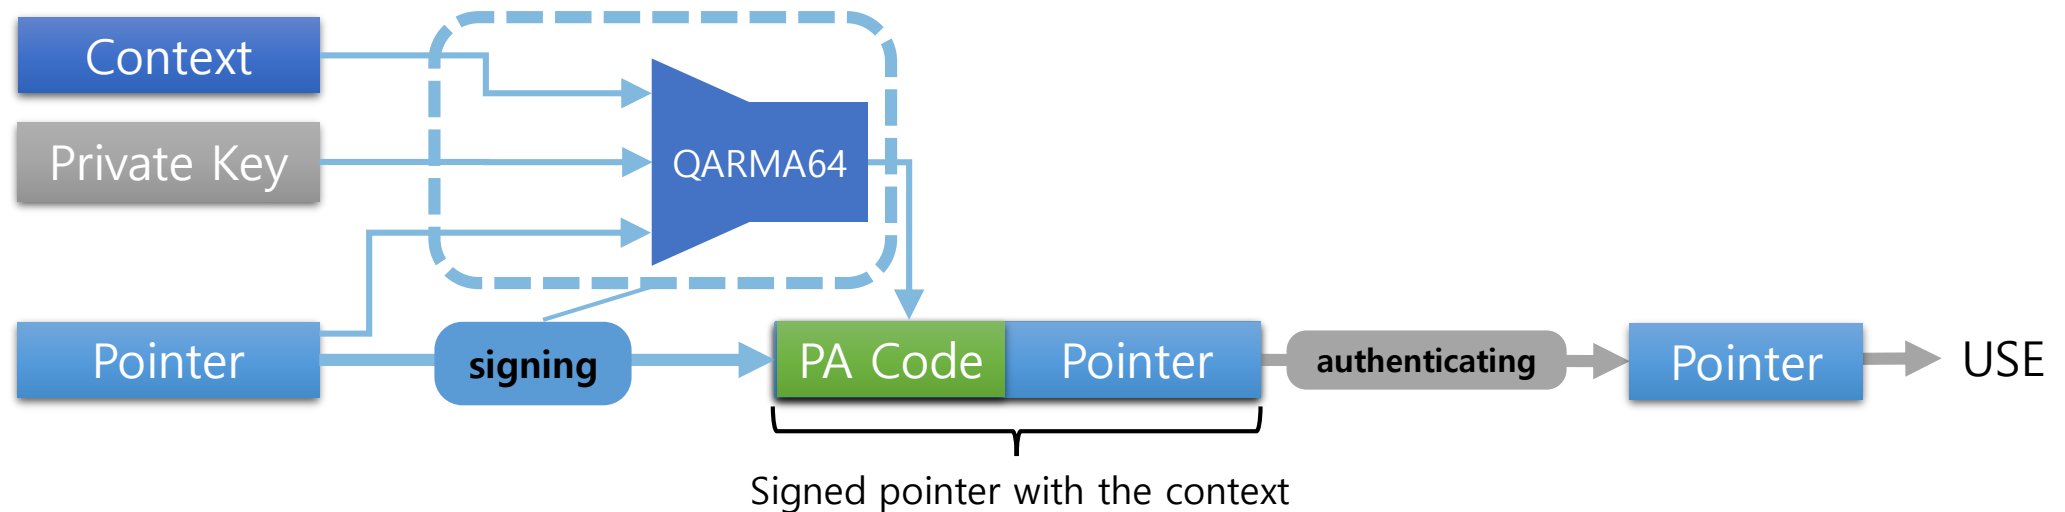 Context
Private Key
QARMA64
Pointer
signing
PA Code
Pointer
authenticating
Pointer
USE
Signed pointer with the context